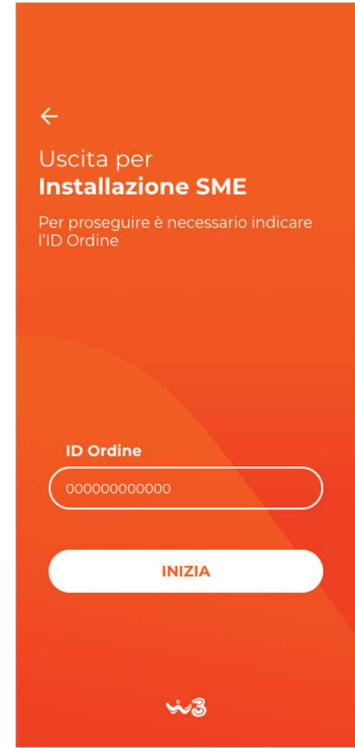 Uscita per
Installazione SME
Per proseguire è necessario indicare
l'ID Ordine
ID Ordine
000000000000
INIZIA
W3